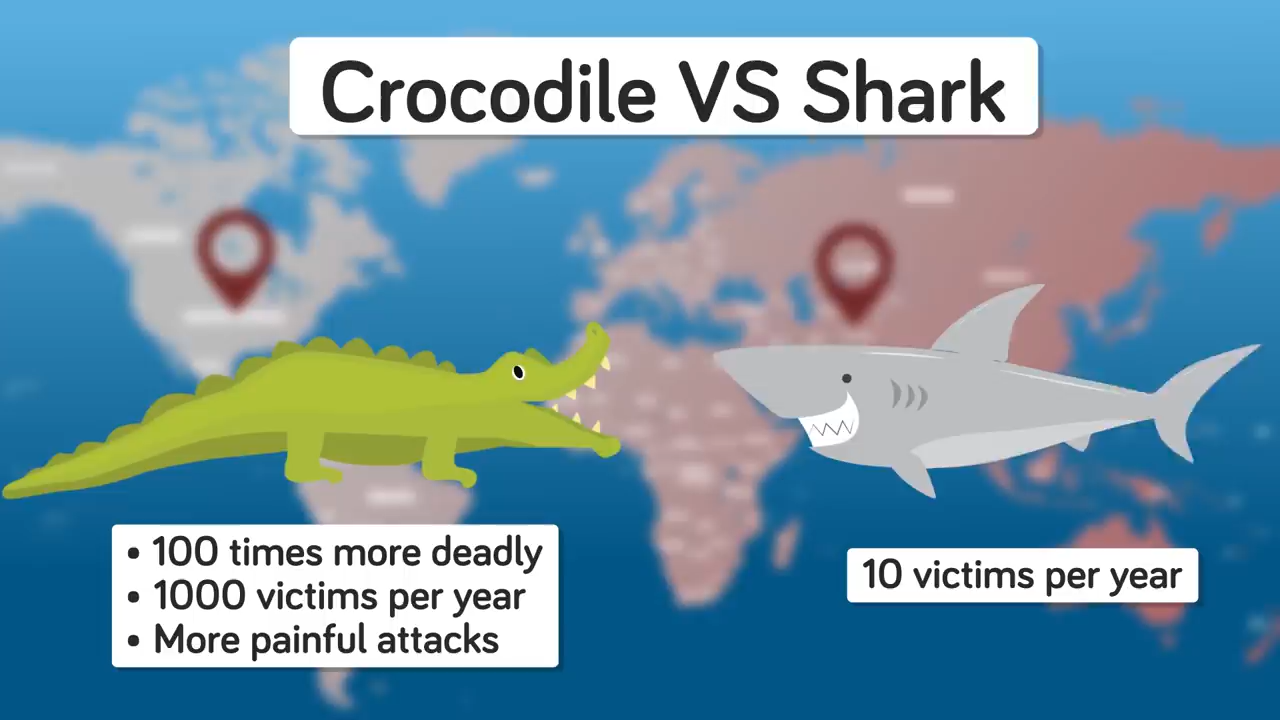 Crocodile VS Shark
• 100 times more deadly
• 1000 victims per year
• More painful attacks
10 victims per year